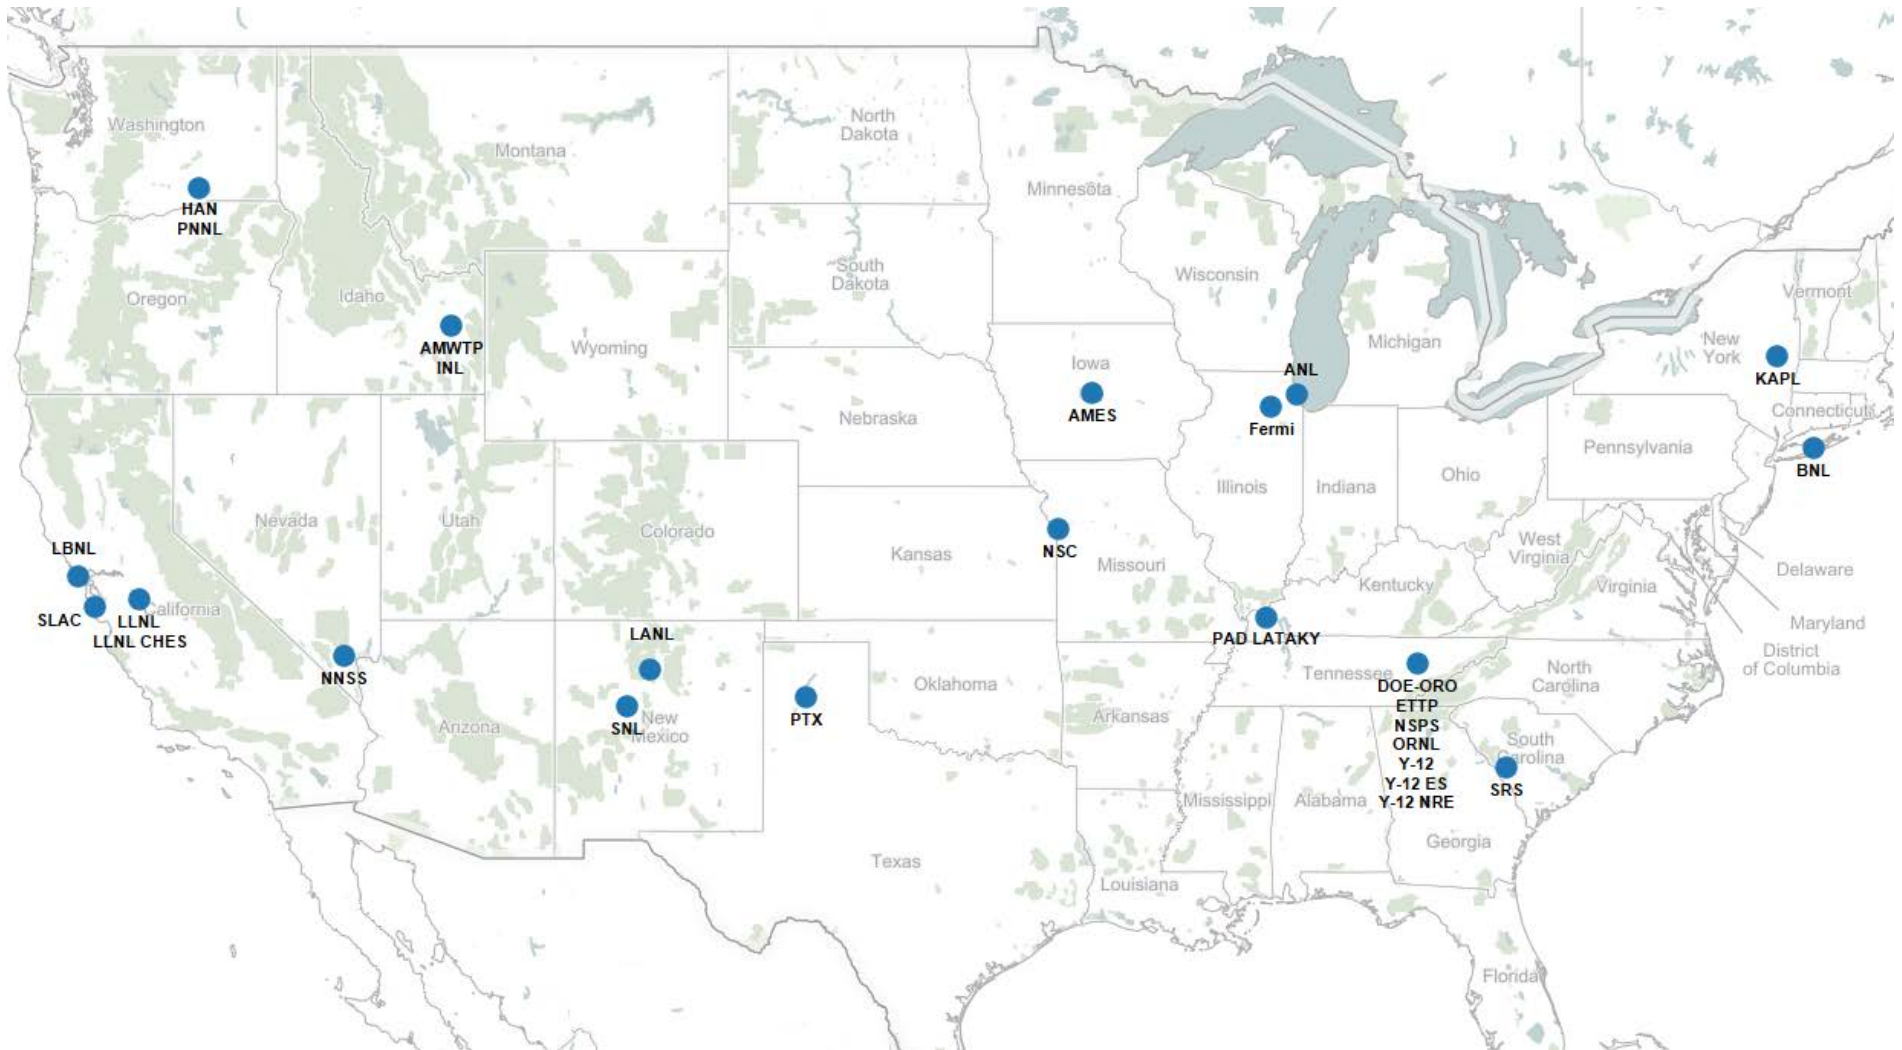 Washington
HAN
PNNL
Montana
North
Dakota
Minnesota
Oregon
Idaho
AMWTP
INL
Wyoming
South
Dakota
Wisconsin
Michigan
Vermont
New
York
KAPL
Iowa
AMES
ANL
Fermi
Nebraska
Connecticut
Pennsylvania
BNL
Ohio
Illinois
Indiana
Nevada
Utah
Colorado
Kansas
NSC
Missouri
West
Virginia
Virginia
Kentucky
Delaware
Maryland
District
of Columbia
LBNL
SLAC
LLNL
LLNL CHES
California
NNSS
LANL
SNL
New
Mexico
Arizona
PTX
Oklahoma
Arkansas
PAD LATAKY
Tennessee
DOE-ORO
ETTP
NSPS
ORNL
Y-12
Y-12 ES
Y-12 NRE
North
Carolina
South
Carolina
SRS
Mississippi
Alabama
Georgia
Texas
Louisiana
Florida